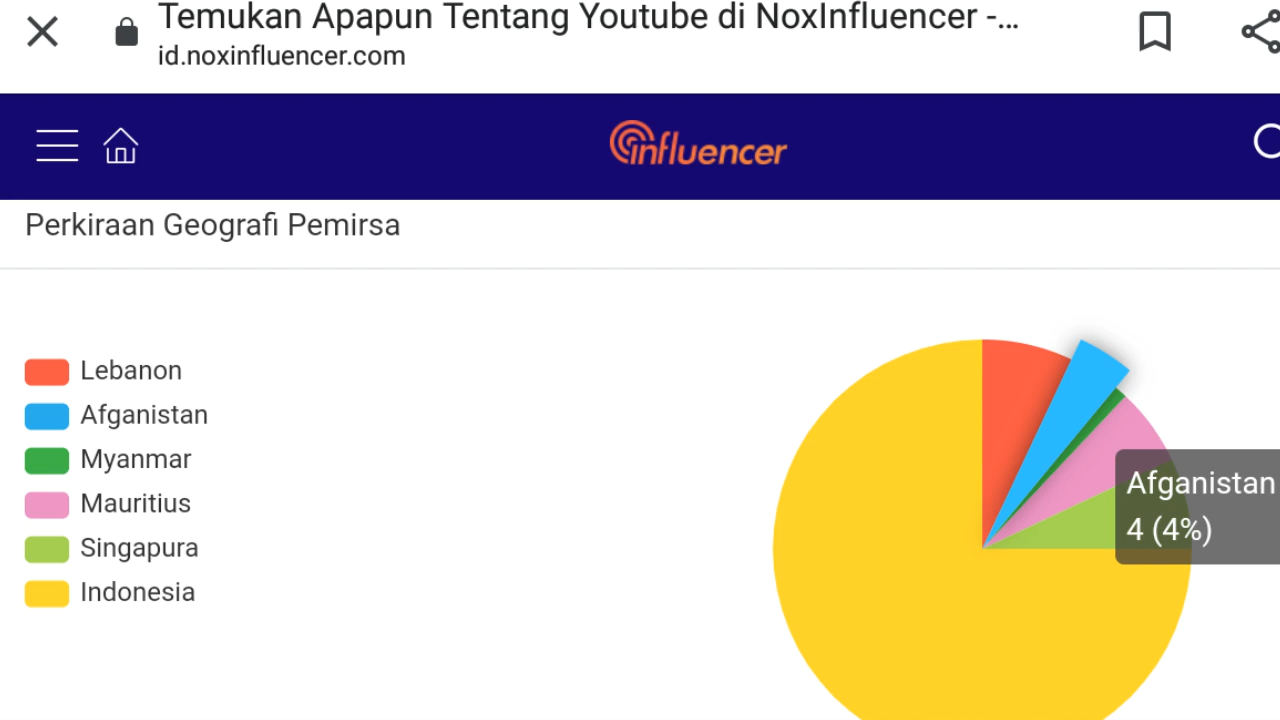 Temukan Apapun Tentang Youtube di NoxInfluencer -...
id.noxinfluencer.com
influencer
Perkiraan Geografi Pemirsa
Lebanon
Afganistan
Myanmar
Mauritius
Singapura
Indonesia
Afganistan
4 (4%)